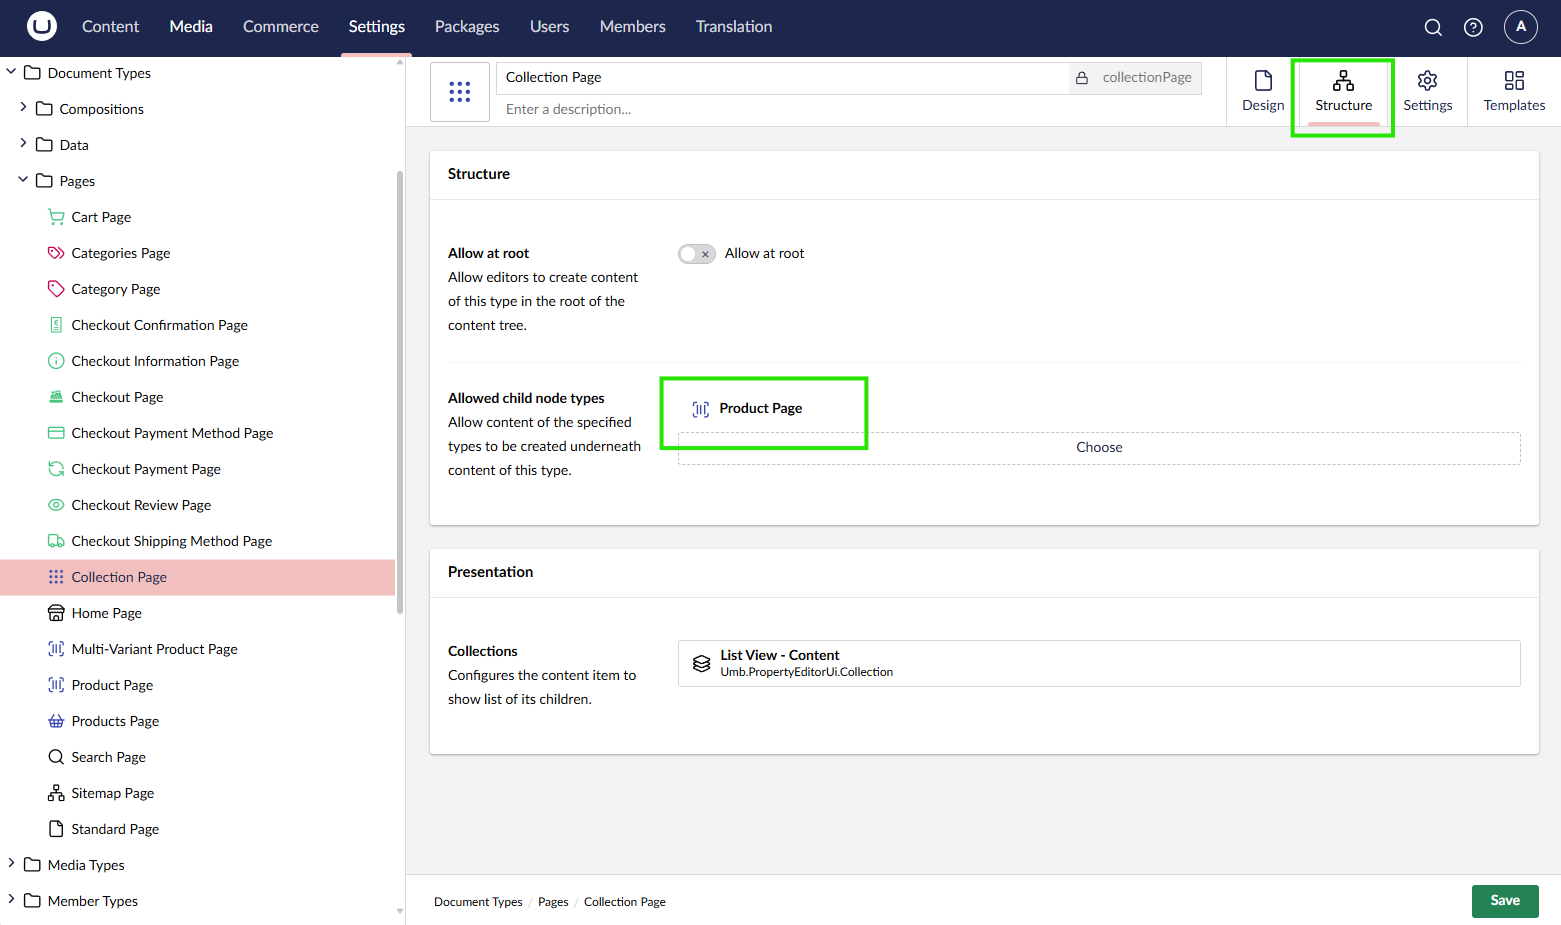 Content
Media
Commerce
Settings
Packages
Users
Members
Translation
A
Document Types
Compositions
Data
Pages
Cart Page
Categories Page
Category Page
Checkout Confirmation Page
Checkout Information Page
Checkout Page
Checkout Payment Method Page
Checkout Payment Page
Checkout Review Page
Checkout Shipping Method Page
Collection Page
Home Page
Multi-Variant Product Page
Product Page
Products Page
Search Page
Sitemap Page
Standard Page
Media Types
Member Types
Collection Page
collectionPage
Enter a description...
Design
Structure
Settings
Templates
Structure
Allow at root
Allow editors to create content
of this type in the root of the
content tree.
Allow at root
Allowed child node types
Allow content of the specified
types to be created underneath
content of this type.
Product Page
Choose
Presentation
Collections
Configures the content item to
show list of its children.
List View - Content
Umb.PropertyEditorUi.Collection
Document Types / Pages / Collection Page
Save